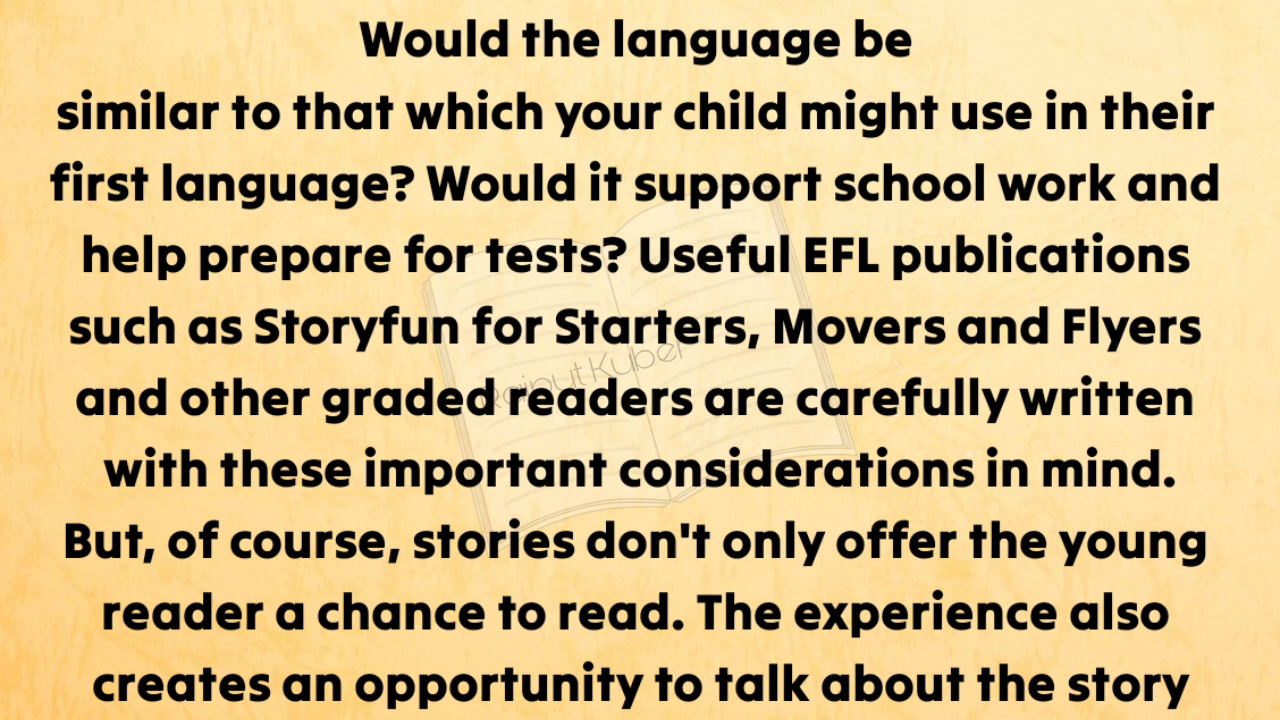 Would the language be
similar to that which your child might use in their
first language? Would it support school work and
help prepare for tests? Useful EFL publications
such as Storyfun for Starters, Movers and Flyers
and other graded readers are carefully written
with these important considerations in mind.
But, of course, stories don't only offer the young
reader a chance to read. The experience also
creates an opportunity to talk about the story
Rajput Kuber